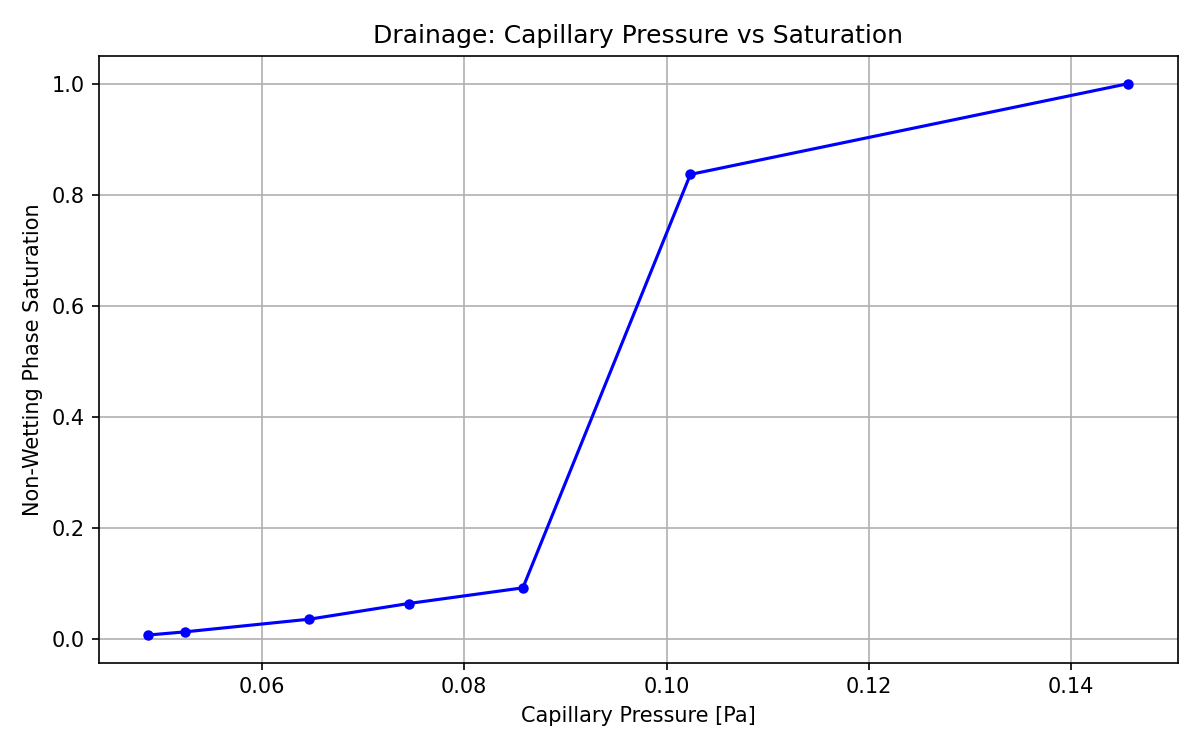 Drainage: Capillary Pressure vs Saturation
Non-Wetting Phase Saturation
1.0
0.8
0.6
0.4
0.2
0.0
0.06 0.08 0.10 0.12 0.14
Capillary Pressure [Pa]